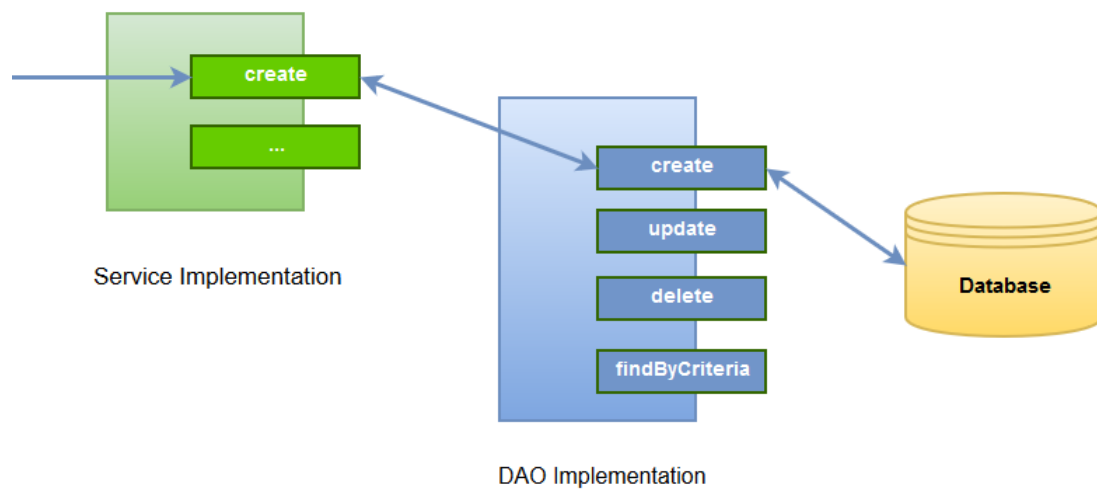 create
...
Service Implementation
create
update
delete
findByCriteria
DAO Implementation
Database